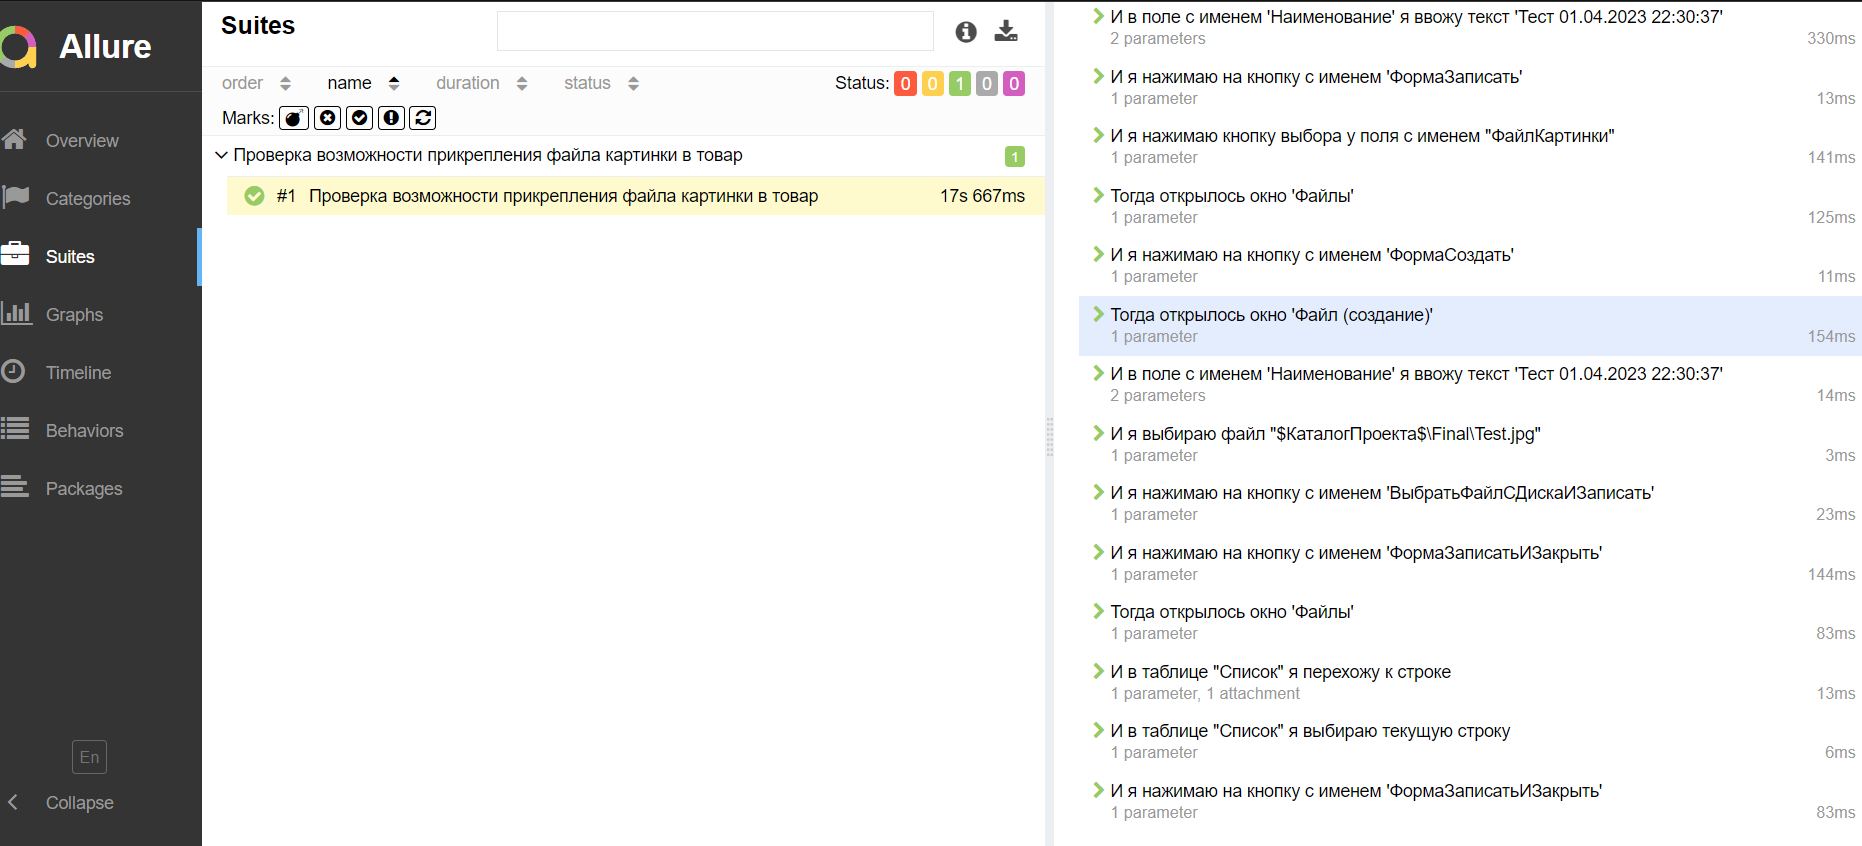 Allure
Overview
Categories
Suites
Graphs
Timeline
Behaviors
Packages
En
Collapse
Suites
order name duration status Status: 0 0 1 0 0
Marks:
Проверка возможности прикрепления файла картинки в товар 1
#1 Проверка возможности прикрепления файла картинки в товар 17s 667ms
И в поле с именем 'Наименование' я ввожу текст 'Тест 01.04.2023 22:30:37'
2 parameters 330ms
И я нажимаю на кнопку с именем 'ФормаЗаписать'
1 parameter 13ms
И я нажимаю кнопку выбора у поля с именем "ФайлКартинки"
1 parameter 141ms
Тогда открылось окно 'Файлы'
1 parameter 125ms
И я нажимаю на кнопку с именем 'ФормаСоздать'
1 parameter 11ms
Тогда открылось окно 'Файл (создание)'
1 parameter 154ms
И в поле с именем 'Наименование' я ввожу текст 'Тест 01.04.2023 22:30:37'
2 parameters 14ms
И я выбираю файл "$КаталогПроекта$\Final\Test.jpg"
1 parameter 3ms
И я нажимаю на кнопку с именем 'ВыбратьФайлСДискаИЗаписать'
1 parameter 23ms
И я нажимаю на кнопку с именем 'ФормаЗаписатьИЗакрыть'
1 parameter 144ms
Тогда открылось окно 'Файлы'
1 parameter 83ms
И в таблице "Список" я перехожу к строке
1 parameter, 1 attachment 13ms
И в таблице "Список" я выбираю текущую строку
1 parameter 6ms
И я нажимаю на кнопку с именем 'ФормаЗаписатьИЗакрыть'
1 parameter 83ms